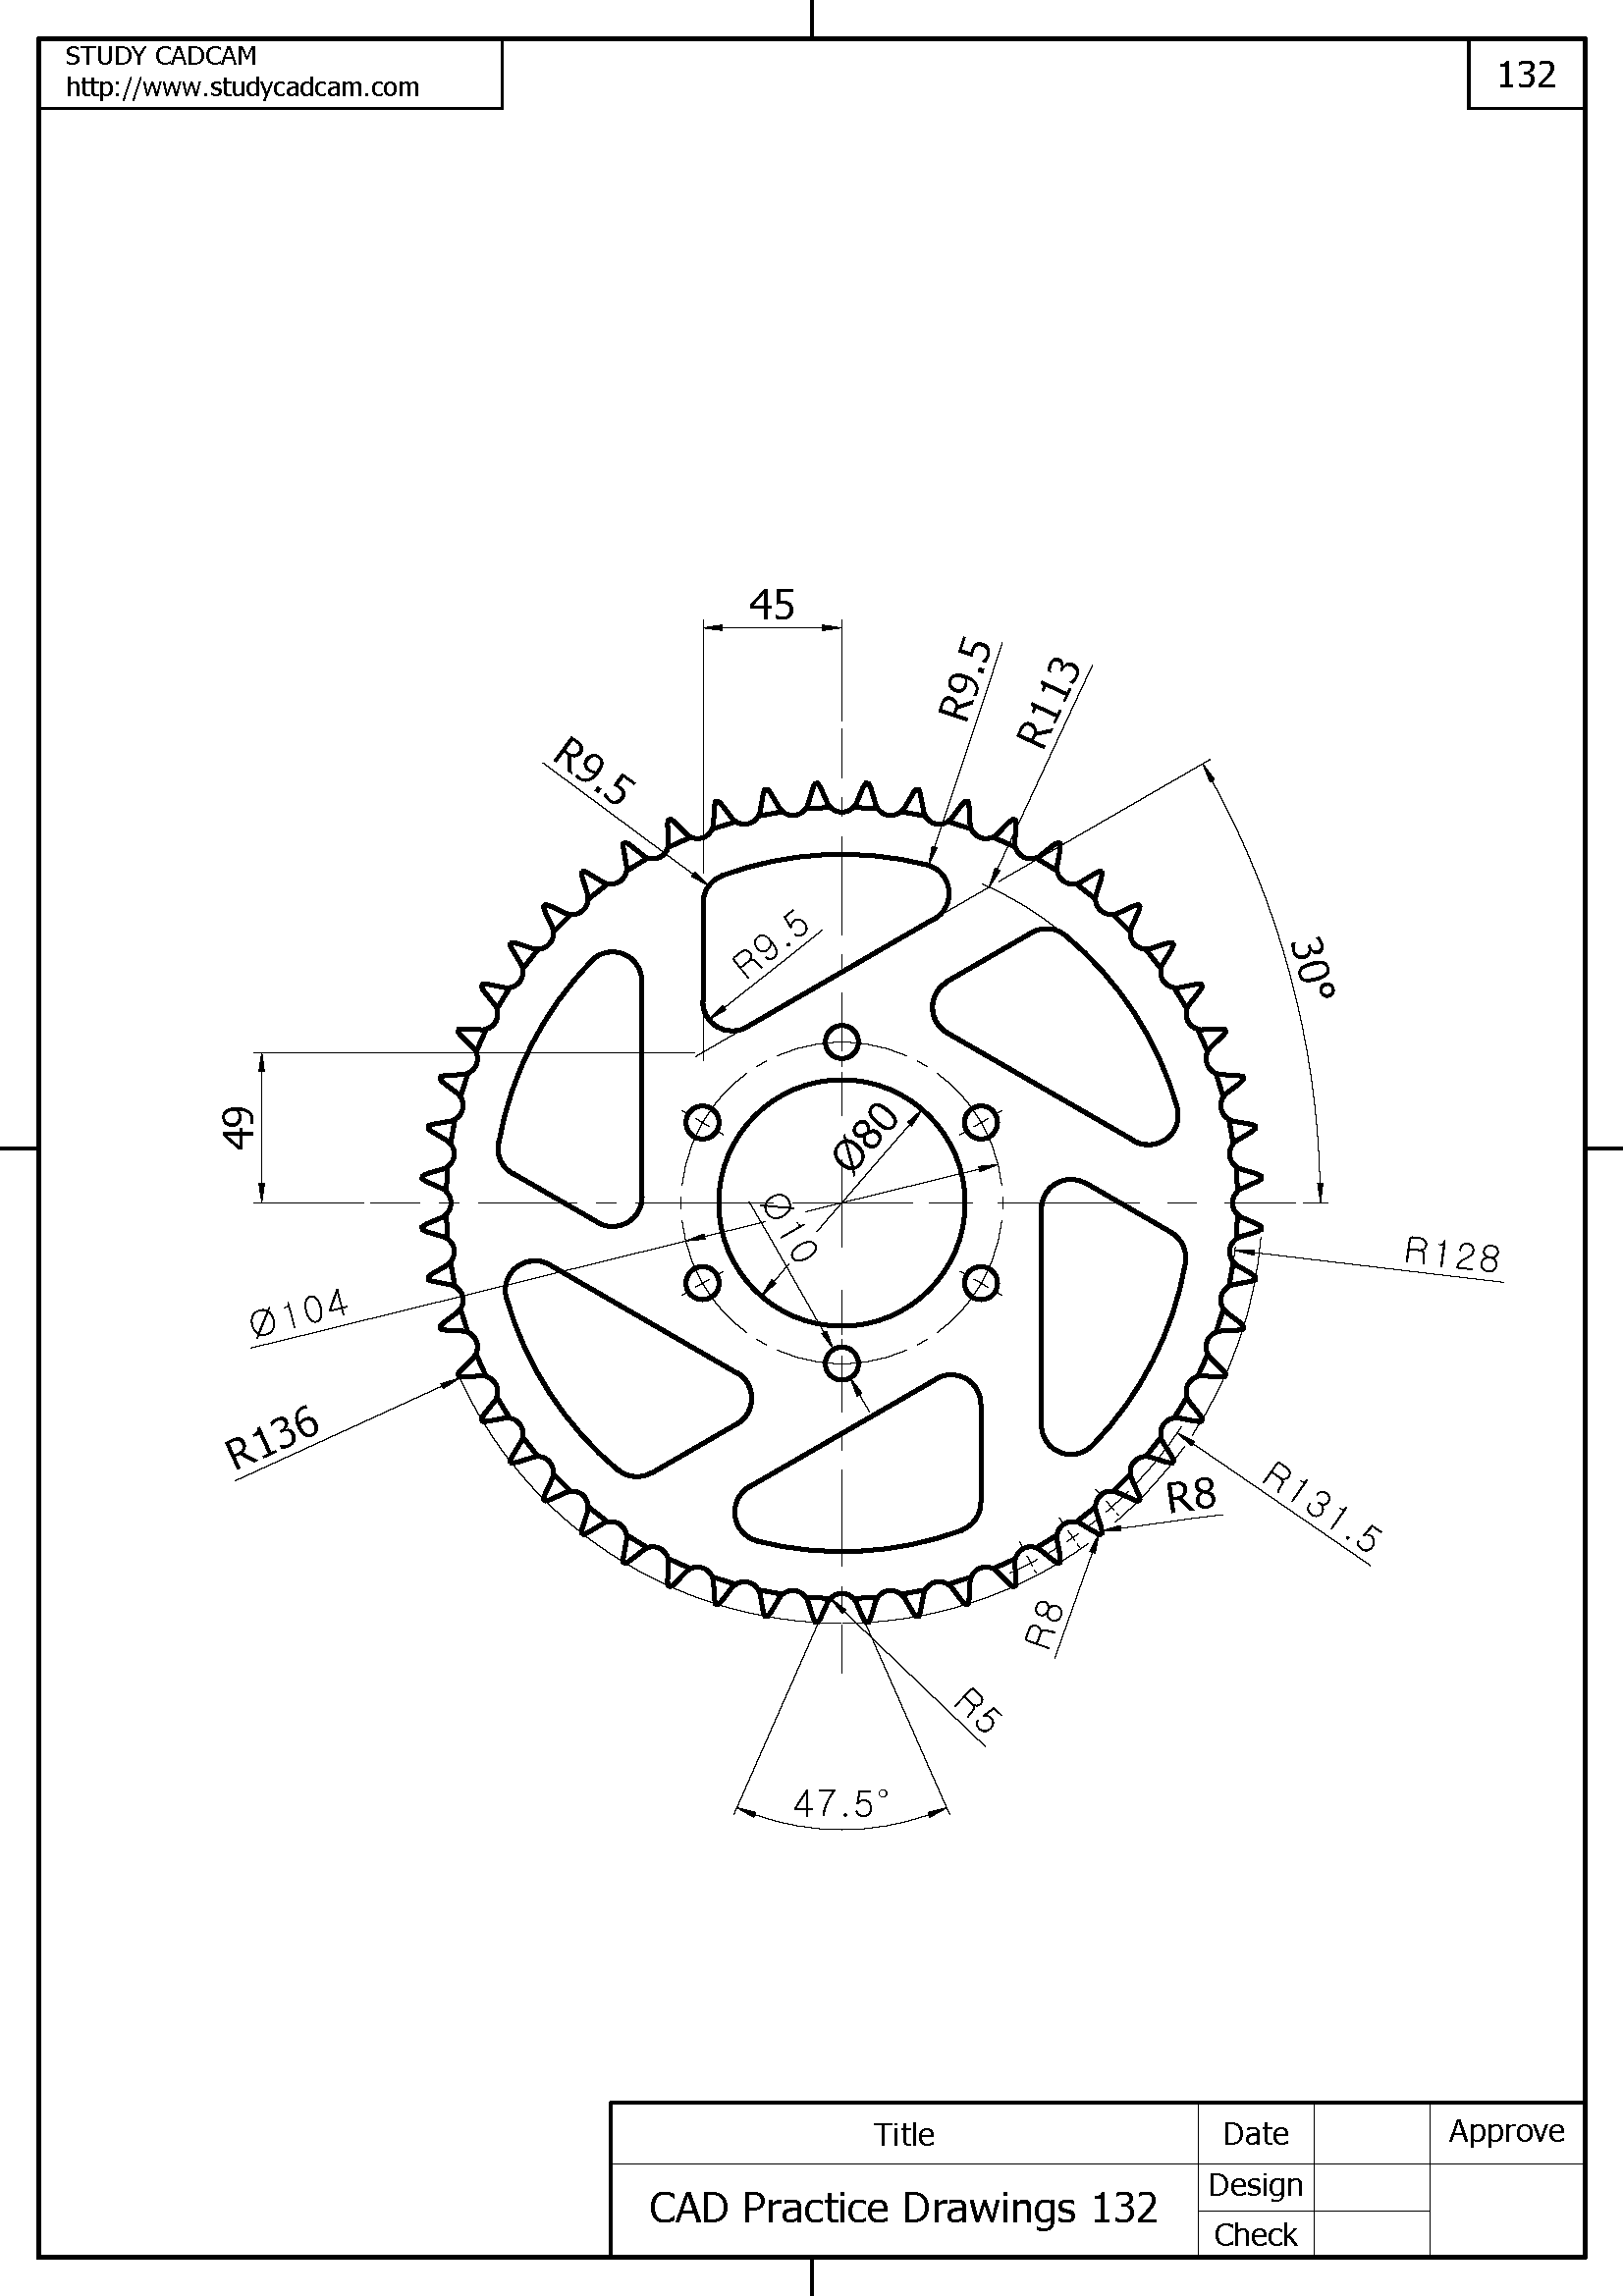 STUDY CADCAM
http://www.studycadcam.com
132
45
R9.5
R113
R9.5
R9.5
30°
49
Ø80
Ø10
Ø104
R128
R136
R8
R131.5
R8
R5
47.5°
Title
Date
Approve
CAD Practice Drawings 132
Design
Check